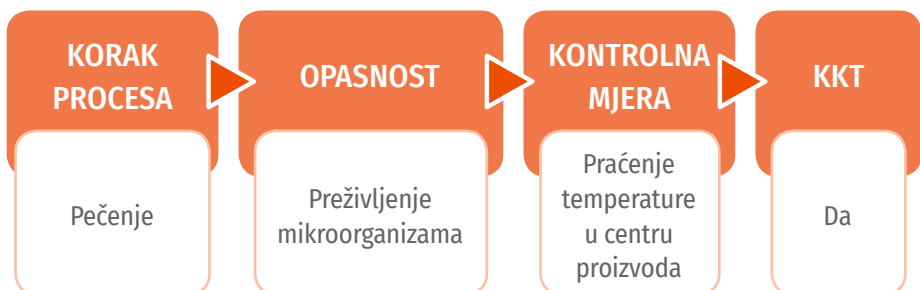 KORAK
PROCESA
OPASNOST
KONTROLNA
MJERA
KKT
Pečenje
Preživljenje
mikroorganizama
Praćenje
temperature
u centru
proizvoda
Da